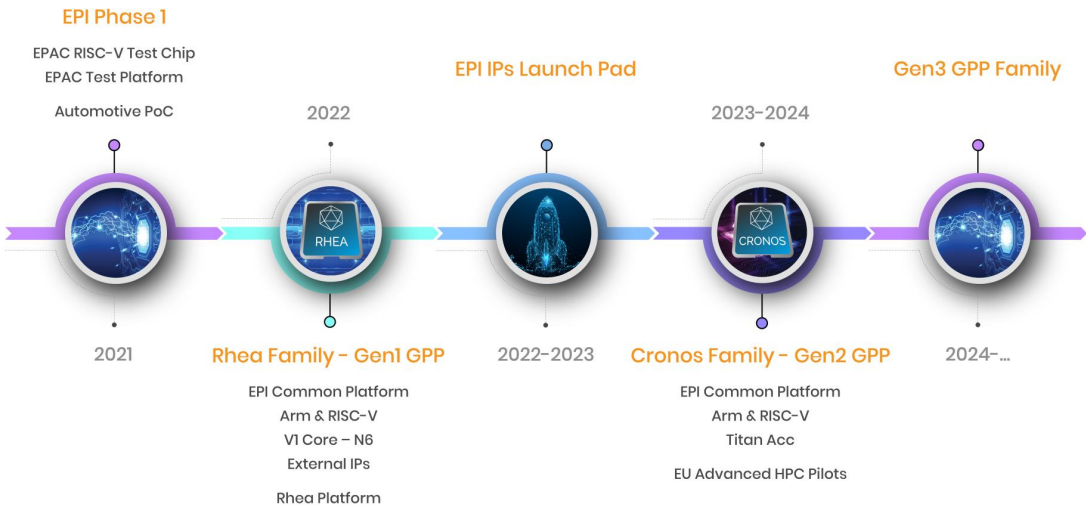 EPI Phase 1
EPAC RISC-V Test Chip
EPAC Test Platform
Automotive PoC
2021
2022
RHEA
Rhea Family - Gen1 GPP
EPI Common Platform
Arm & RISC-V
V1 Core – N6
External IPs
Rhea Platform
EPI IPs Launch Pad
2022-2023
2023-2024
CRONOS
Cronos Family - Gen2 GPP
EPI Common Platform
Arm & RISC-V
Titan Acc
EU Advanced HPC Pilots
Gen3 GPP Family
2024-...